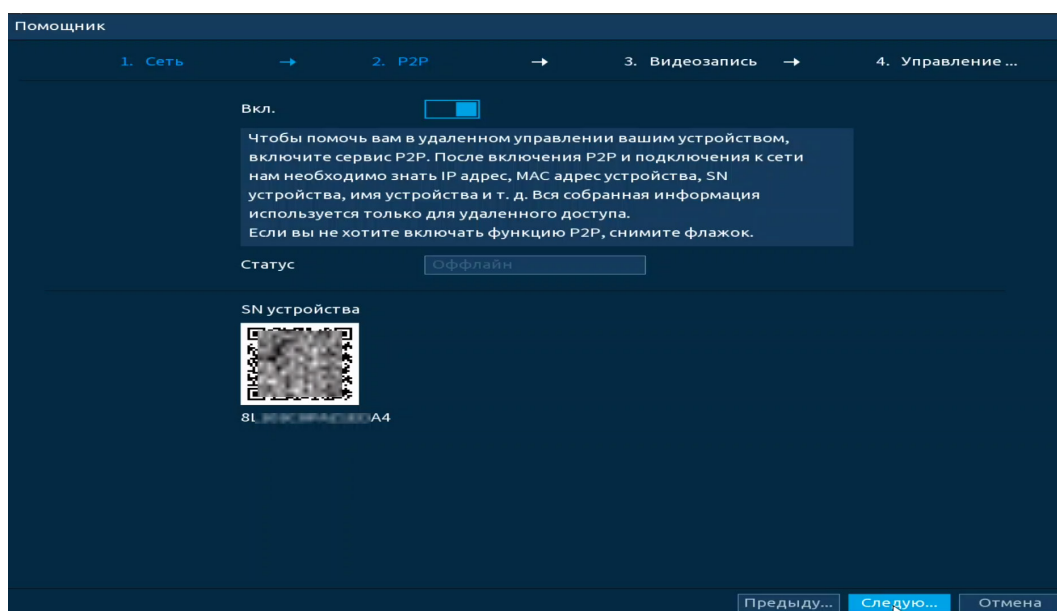 Помощник
1. Сеть → 2. P2P → 3. Видеозапись → 4. Управление ...
Вкл.
Чтобы помочь вам в удаленном управлении вашим устройством,
включите сервис P2P. После включения P2P и подключения к сети
нам необходимо знать IP адрес, MAC адрес устройства, SN
устройства, имя устройства и т. д. Вся собранная информация
используется только для удаленного доступа.
Если вы не хотите включать функцию P2P, снимите флажок.
Статус Оффлайн
SN устройства
Предыду... Следую... Отмена